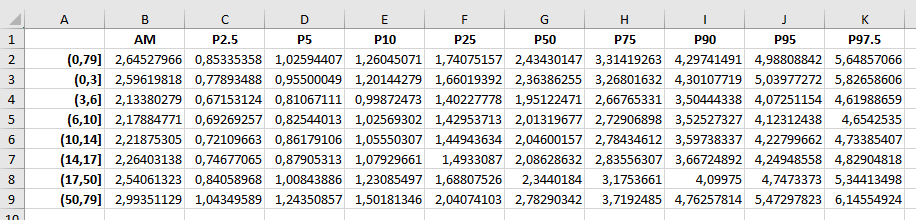 A B C D E F G H I J K
1 AM P2.5 P5 P10 P25 P50 P75 P90 P95 P97.5
2 (0,79] 2,64527966 0,85335358 1,02594407 1,26045071 1,74075157 2,43430147 3,31419263 4,29741491 4,98808842 5,64857066
3 (0,3] 2,59619818 0,77893488 0,95500049 1,20144279 1,66019392 2,36386255 3,26801632 4,30107719 5,03977272 5,82658606
4 (3,6] 2,13380279 0,67153124 0,81067111 0,99872473 1,40227778 1,95122471 2,66765331 3,50444338 4,07251154 4,61988659
5 (6,10] 2,17884771 0,69269257 0,82544013 1,02569302 1,42953713 2,01319677 2,72906898 3,52527327 4,12312438 4,6542535
6 (10,14] 2,21875305 0,72109663 0,86179106 1,05550307 1,44943634 2,04600157 2,78434612 3,59738337 4,22799662 4,73385407
7 (14,17] 2,26403138 0,74677065 0,87905313 1,07929661 1,4933087 2,08628632 2,83556307 3,66724892 4,24948558 4,82904818
8 (17,50] 2,54061323 0,84058968 1,00843886 1,23085497 1,68807526 2,3440184 3,1753661 4,09975 4,7473373 5,34413498
9 (50,79] 2,99351129 1,04349589 1,24350857 1,50181346 2,04074103 2,78290342 3,7192485 4,76257814 5,47297823 6,14554924
10